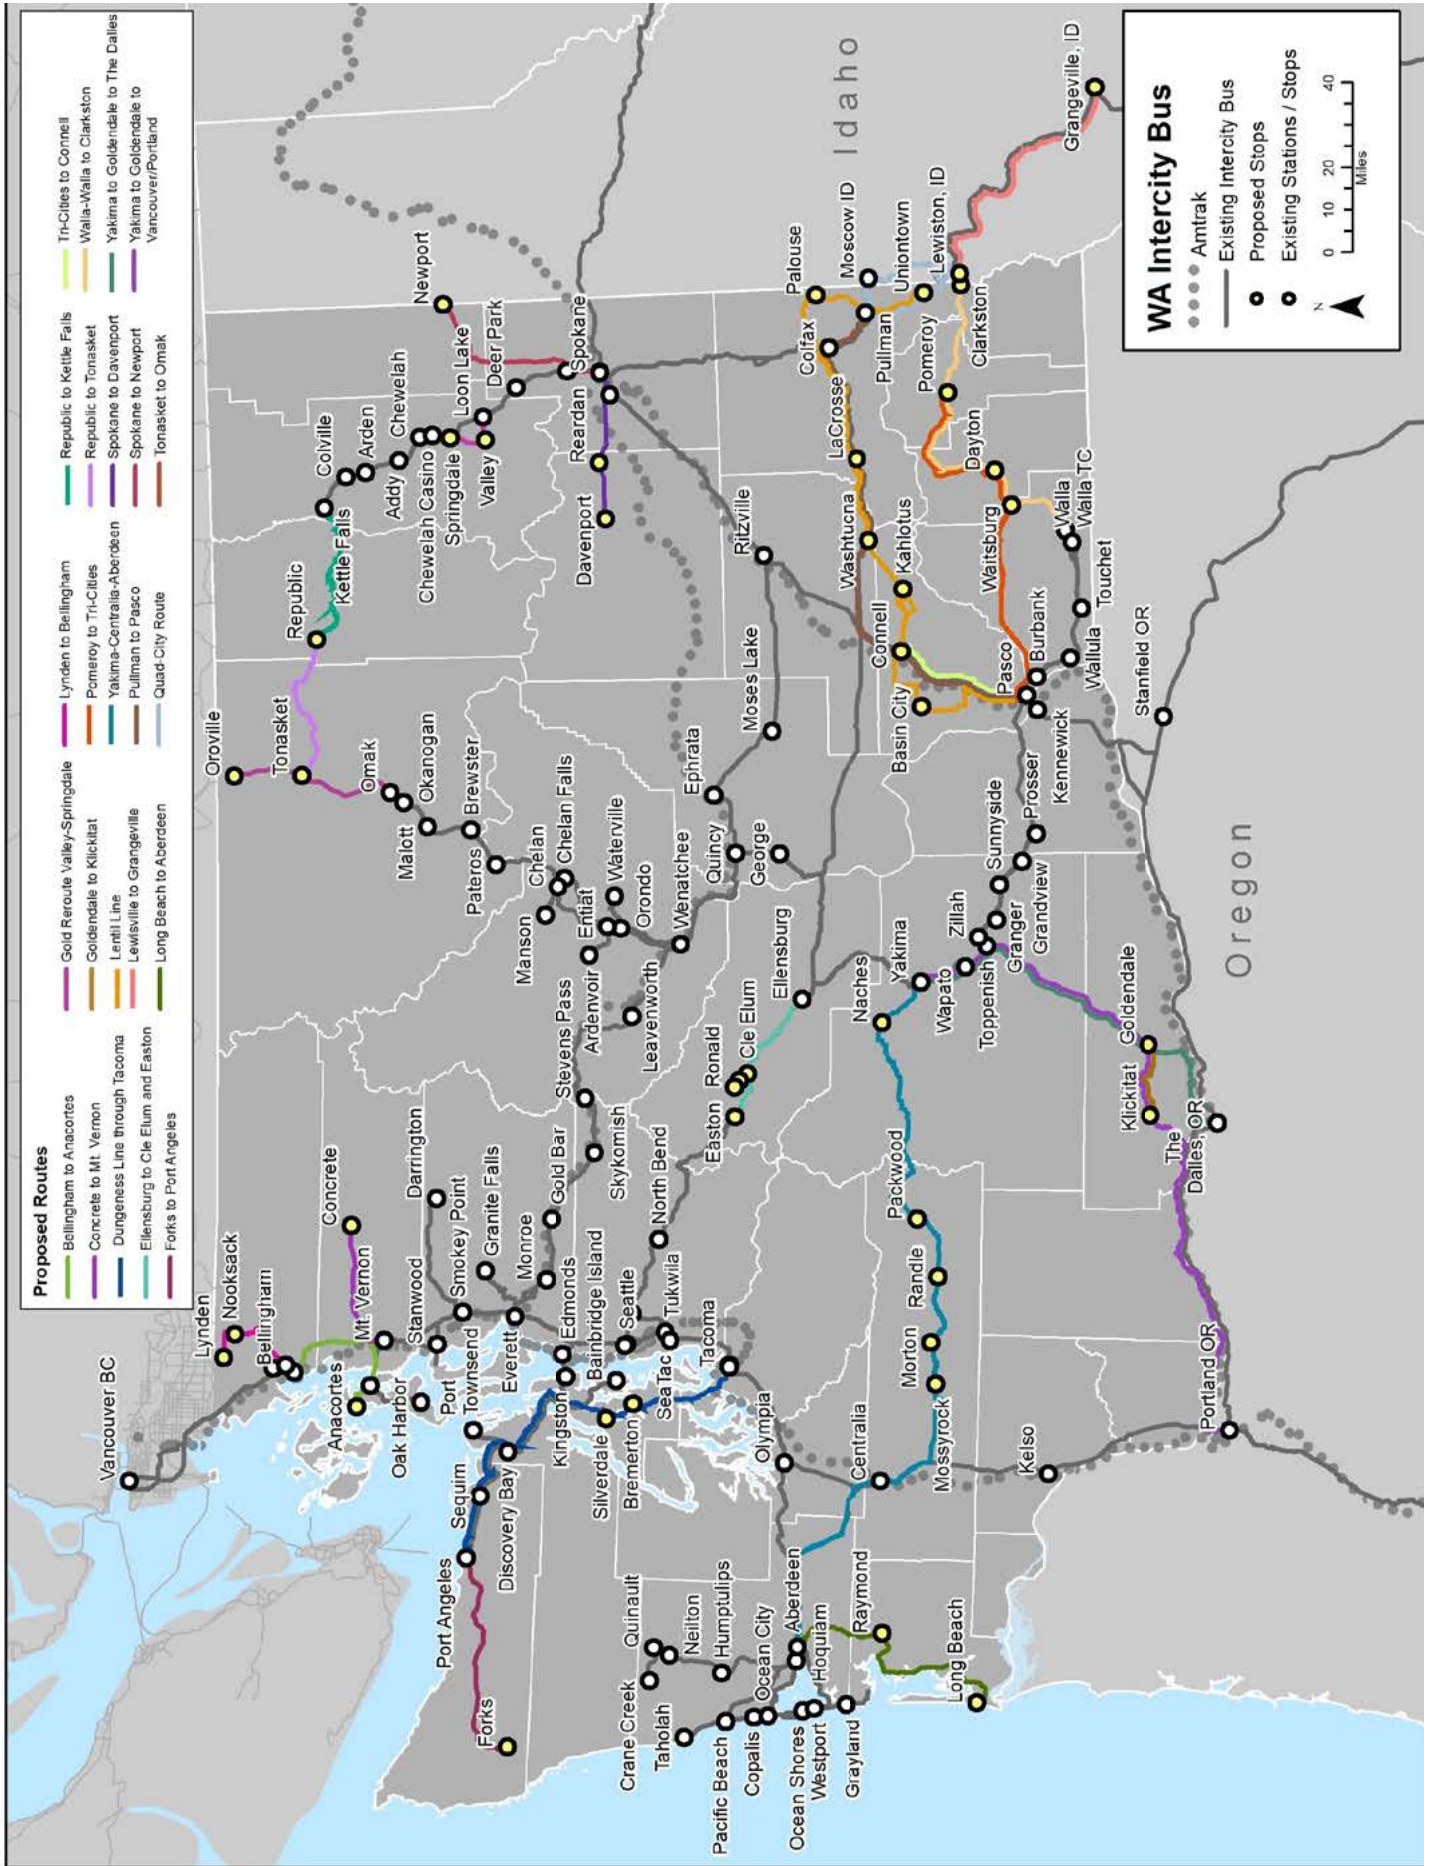 Proposed Routes
Bellingham to Anacortes
Concrete to Mt. Vernon
Dungeness Line through Tacoma
Ellensburg to Cle Elum and Easton
Forks to Port Angeles
Gold Reroute Valley-Springdale
Goldendale to Klickitat
Lentil Line
Lewisville to Grangeville
Long Beach to Aberdeen
Lynden to Bellingham
Pomeroy to Tri-Cities
Yakima-Centralia-Aberdeen
Pullman to Pasco
Quad-City Route
Republic to Kettle Falls
Republic to Tonasket
Spokane to Davenport
Spokane to Newport
Tonasket to Omak
Tri-Cities to Connell
Walla-Walla to Clarkston
Yakima to Goldendale to The Dalles
Yakima to Goldendale to
Vancouver/Portland
Vancouver BC
Lynden
Nooksack
Bellingham
Concrete
Mt. Vernon
Anacortes
Oak Harbor
Stanwood
Darrington
Smokey Point
Granite Falls
Port
Townsend
Everett
Monroe
Gold Bar
Skykomish
Stevens Pass
Edmonds
Kingston
Bainbridge Island
Seattle
North Bend
Silverdale
Bremerton
SeaTac
Tukwila
Tacoma
Sequim
Discovery Bay
Port Angeles
Forks
Olympia
Centralia
Quinault
Neilton
Humptulips
Crane Creek
Taholah
Pacific Beach
Copalis
Ocean City
Ocean Shores
Westport
Grayland
Aberdeen
Hoquiam
Raymond
Long Beach
Kelso
Mossyrock
Morton
Randle
Packwood
Portland OR
Oroville
Tonasket
Republic
Kettle Falls
Colville
Arden
Addy
Chewelah
Chewelah Casino
Springdale
Valley
Loon Lake
Deer Park
Newport
Spokane
Reardan
Davenport
Omak
Okanogan
Malott
Brewster
Pateros
Chelan
Chelan Falls
Manson
Entiat
Waterville
Orondo
Ardenvoir
Leavenworth
Wenatchee
Quincy
Ephrata
George
Moses Lake
Ritzville
Easton
Ronald
Cle Elum
Ellensburg
Naches
Yakima
Wapato
Toppenish
Zillah
Granger
Sunnyside
Grandview
Prosser
Kennewick
Pasco
Burbank
Wallula
Touchet
Walla
Walla TC
Waitsburg
Dayton
Pomeroy
Clarkston
Lewiston, ID
Uniontown
Moscow ID
Pullman
Palouse
Colfax
LaCrosse
Washtucna
Kahlotus
Connell
Basin City
Goldendale
Klickitat
The
Dalles, OR
Stanfield OR
Grangeville, ID
Idaho
Oregon
WA Intercity Bus
Amtrak
Existing Intercity Bus
Proposed Stops
Existing Stations / Stops
N
0 10 20 40
Miles